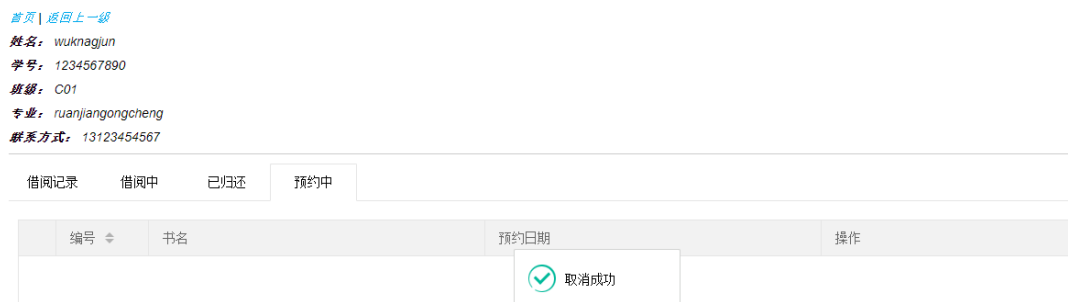 首页 | 返回上一级
姓名： wuknagjun
学号： 1234567890
班级： C01
专业： ruanjiangongcheng
联系方式： 13123454567
借阅记录 借阅中 已归还 预约中
编号 书名 预约日期 操作
取消成功